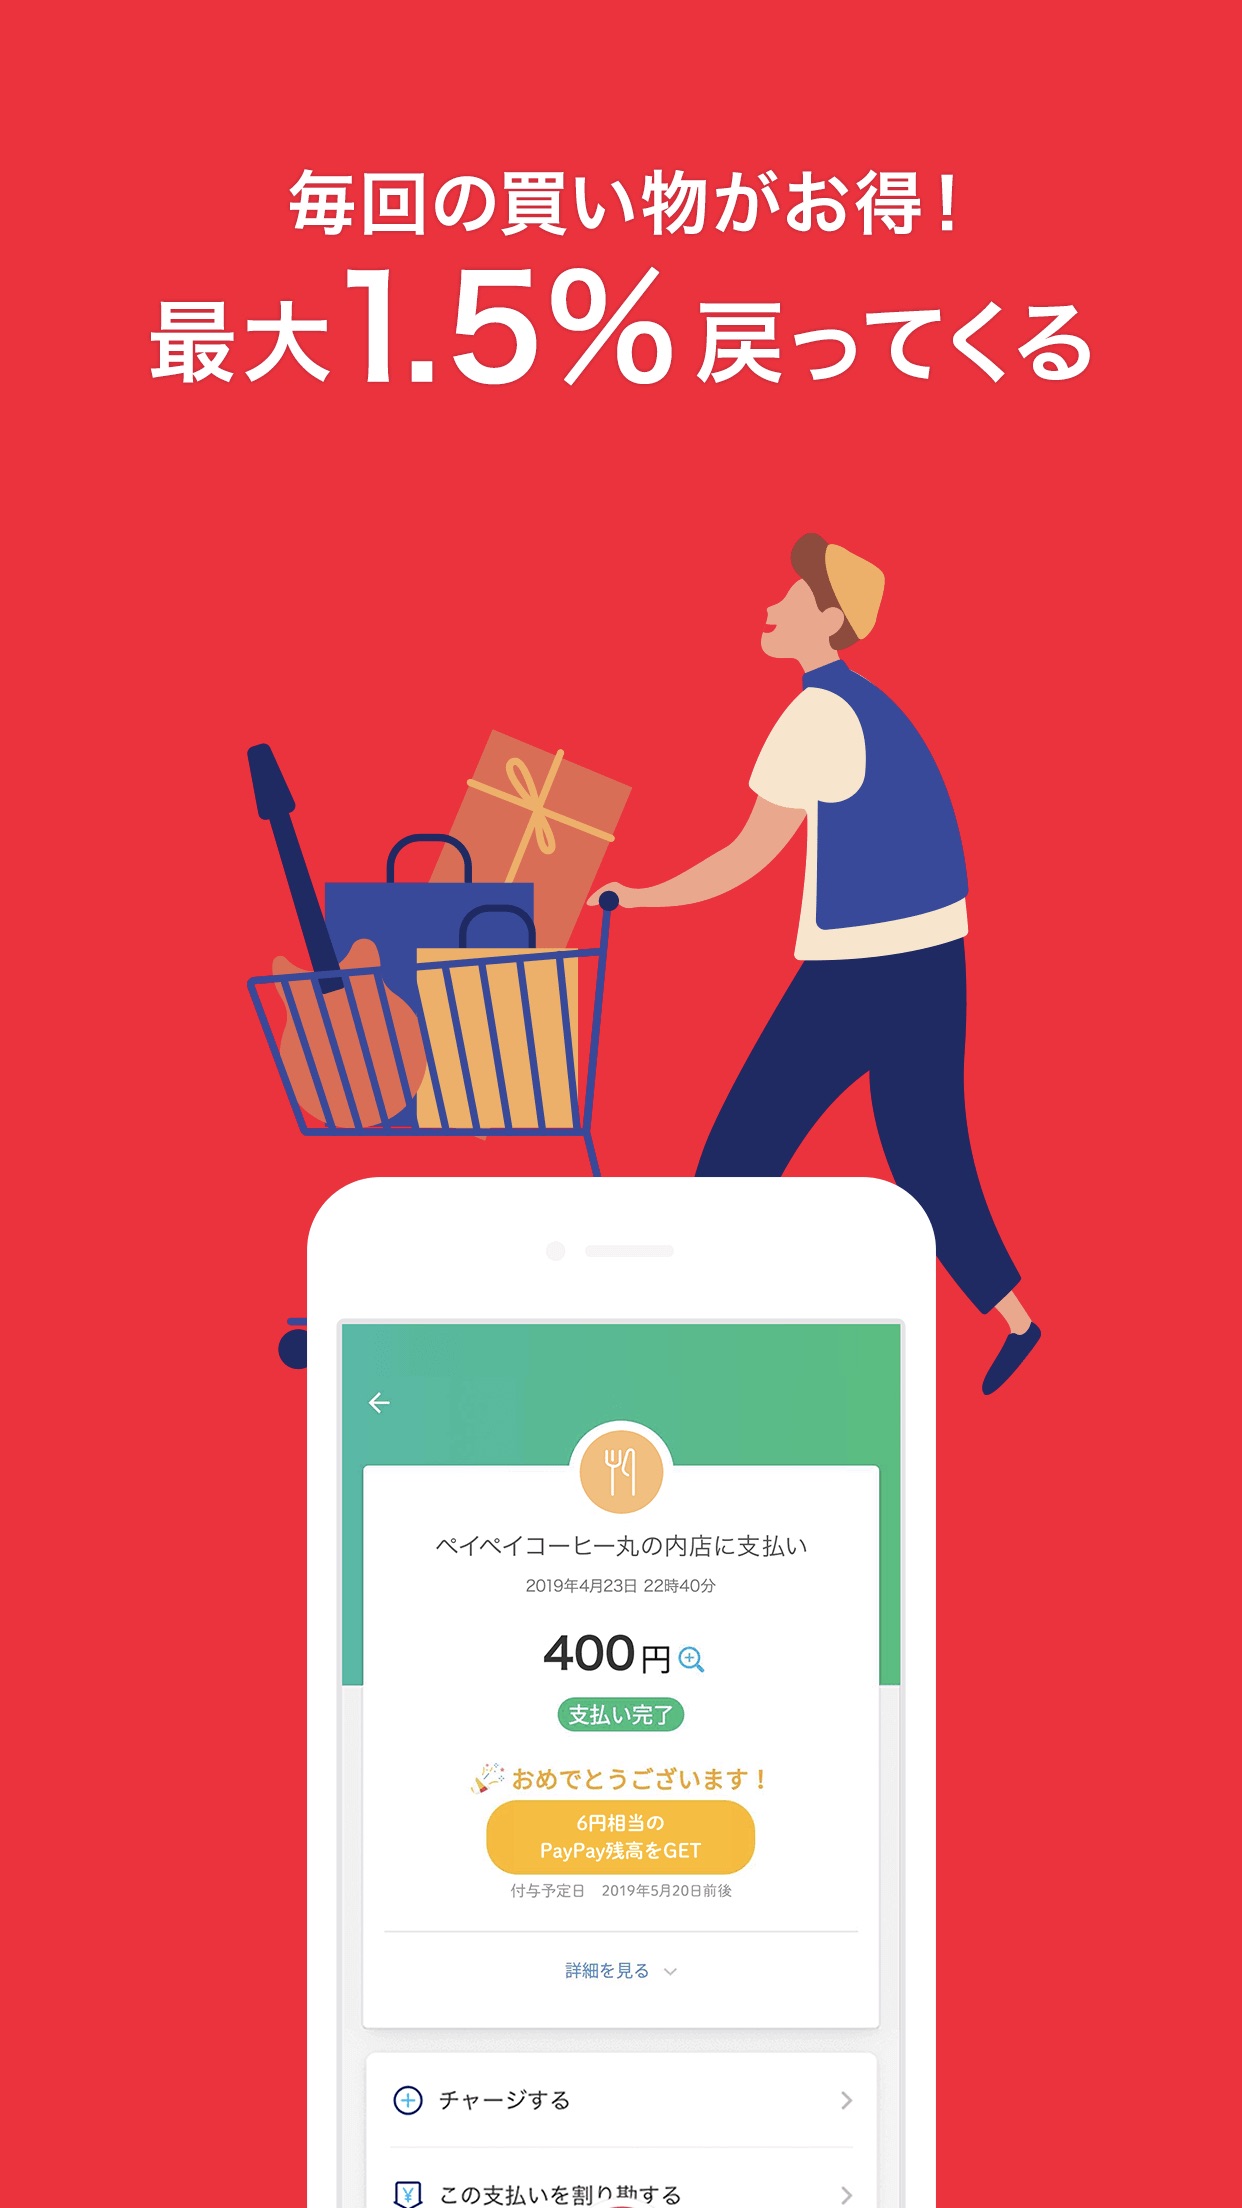 毎回の買い物がお得！
最大1.5%戻ってくる
ペイペイコーヒー丸の内店に支払い
2019年4月23日 22時40分
400円
支払い完了
おめでとうございます！
6円相当の
PayPay残高をGET
付与予定日　2019年5月20日前後
詳細を見る
チャージする
この支払いを割り勘する